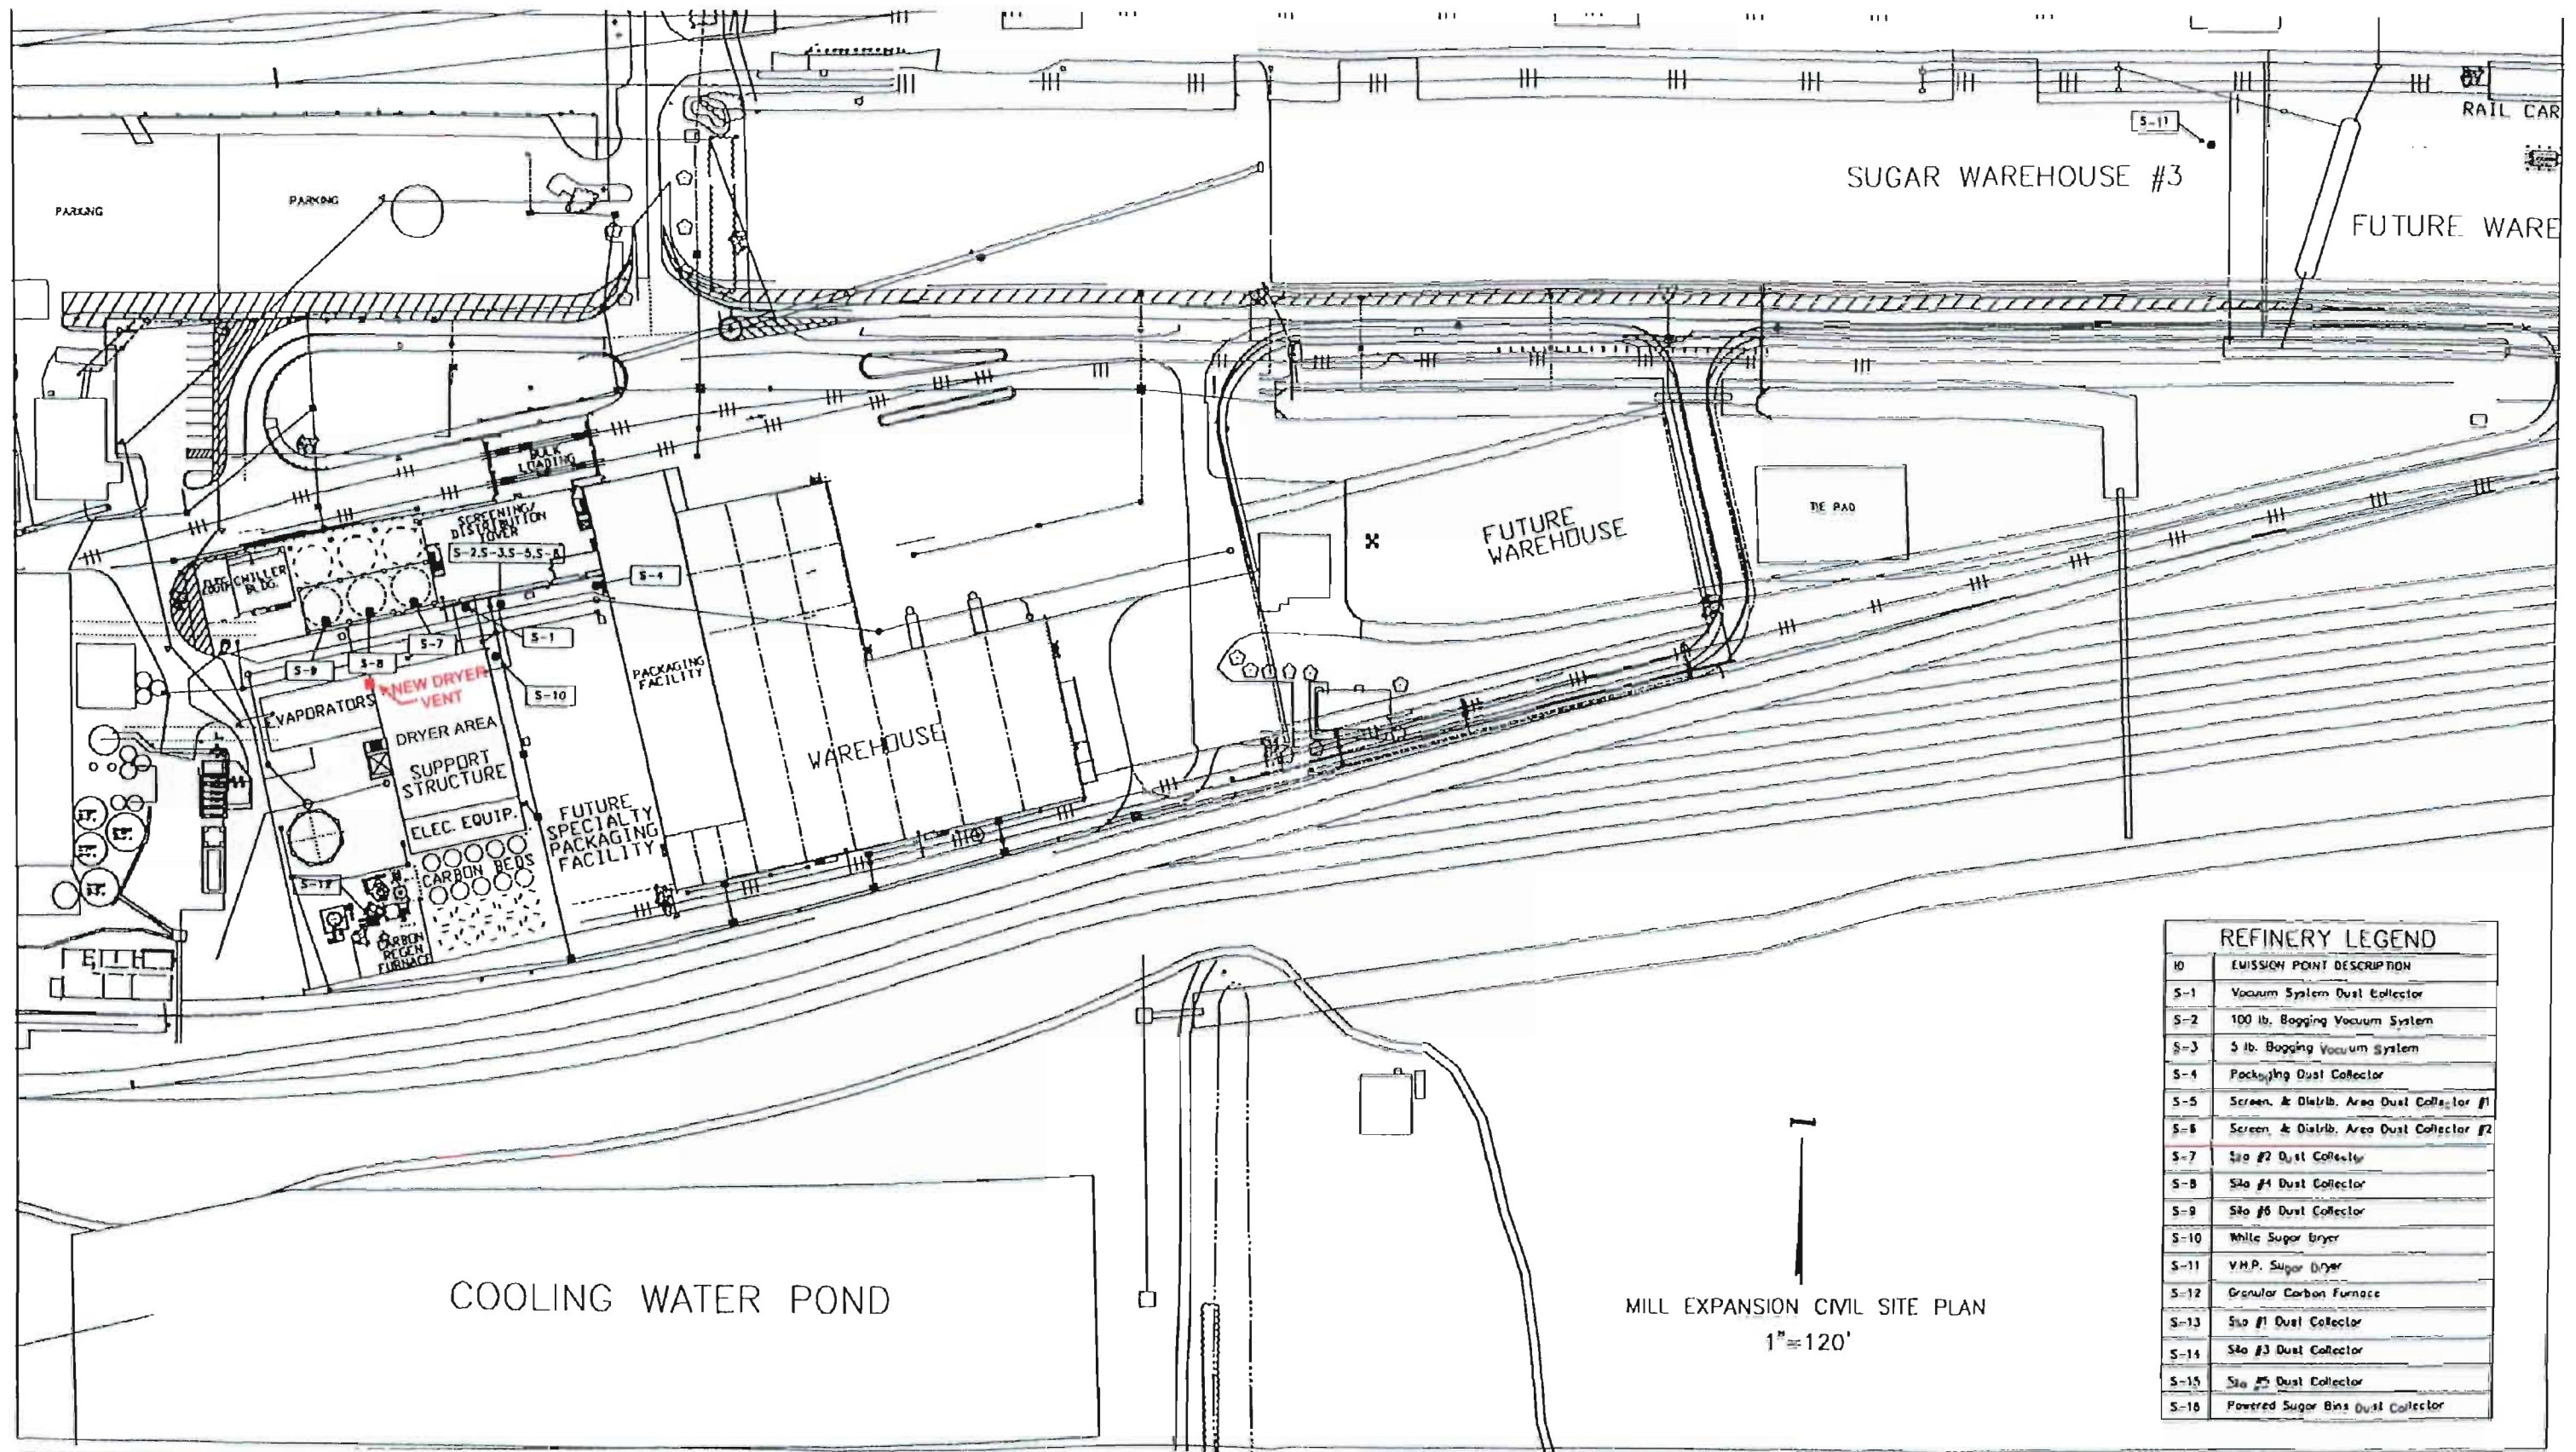 RAIL CAR
S-11
SUGAR WAREHOUSE #3
PARKING
PARKING
FUTURE WARE
BULK
LOADING
SCREENING/
DISTRIBUTION
TOWER
S-2,S-3,S-5,S-6
S-4
FUTURE
WAREHOUSE
TIE PAD
ELEC.
EQUIP.
CHILLER
BLDG.
S-7
S-1
S-8
S-9
S-10
NEW DRYER
VENT
PACKAGING
FACILITY
EVAPORATORS
DRYER AREA
WAREHOUSE
SUPPORT
STRUCTURE
ELEC. EQUIP.
FUTURE
SPECIALTY
PACKAGING
FACILITY
CARBON BEDS
S-12
CARBON
REGEN
FURNACE
REFINERY LEGEND
ID EMISSION POINT DESCRIPTION
S-1 Vacuum System Dust Collector
S-2 100 lb. Bagging Vacuum System
S-3 5 lb. Bagging Vacuum System
S-4 Packaging Dust Collector
S-5 Screen. & Distrib. Area Dust Collector #1
S-6 Screen. & Distrib. Area Dust Collector #2
S-7 Silo #2 Dust Collector
S-8 Silo #4 Dust Collector
S-9 Silo #6 Dust Collector
S-10 White Sugar Dryer
S-11 V.H.P. Sugar Dryer
S-12 Granular Carbon Furnace
S-13 Silo #1 Dust Collector
S-14 Silo #3 Dust Collector
S-15 Silo #5 Dust Collector
S-16 Powered Sugar Bins Dust Collector
COOLING WATER POND
MILL EXPANSION CIVIL SITE PLAN
1"=120'